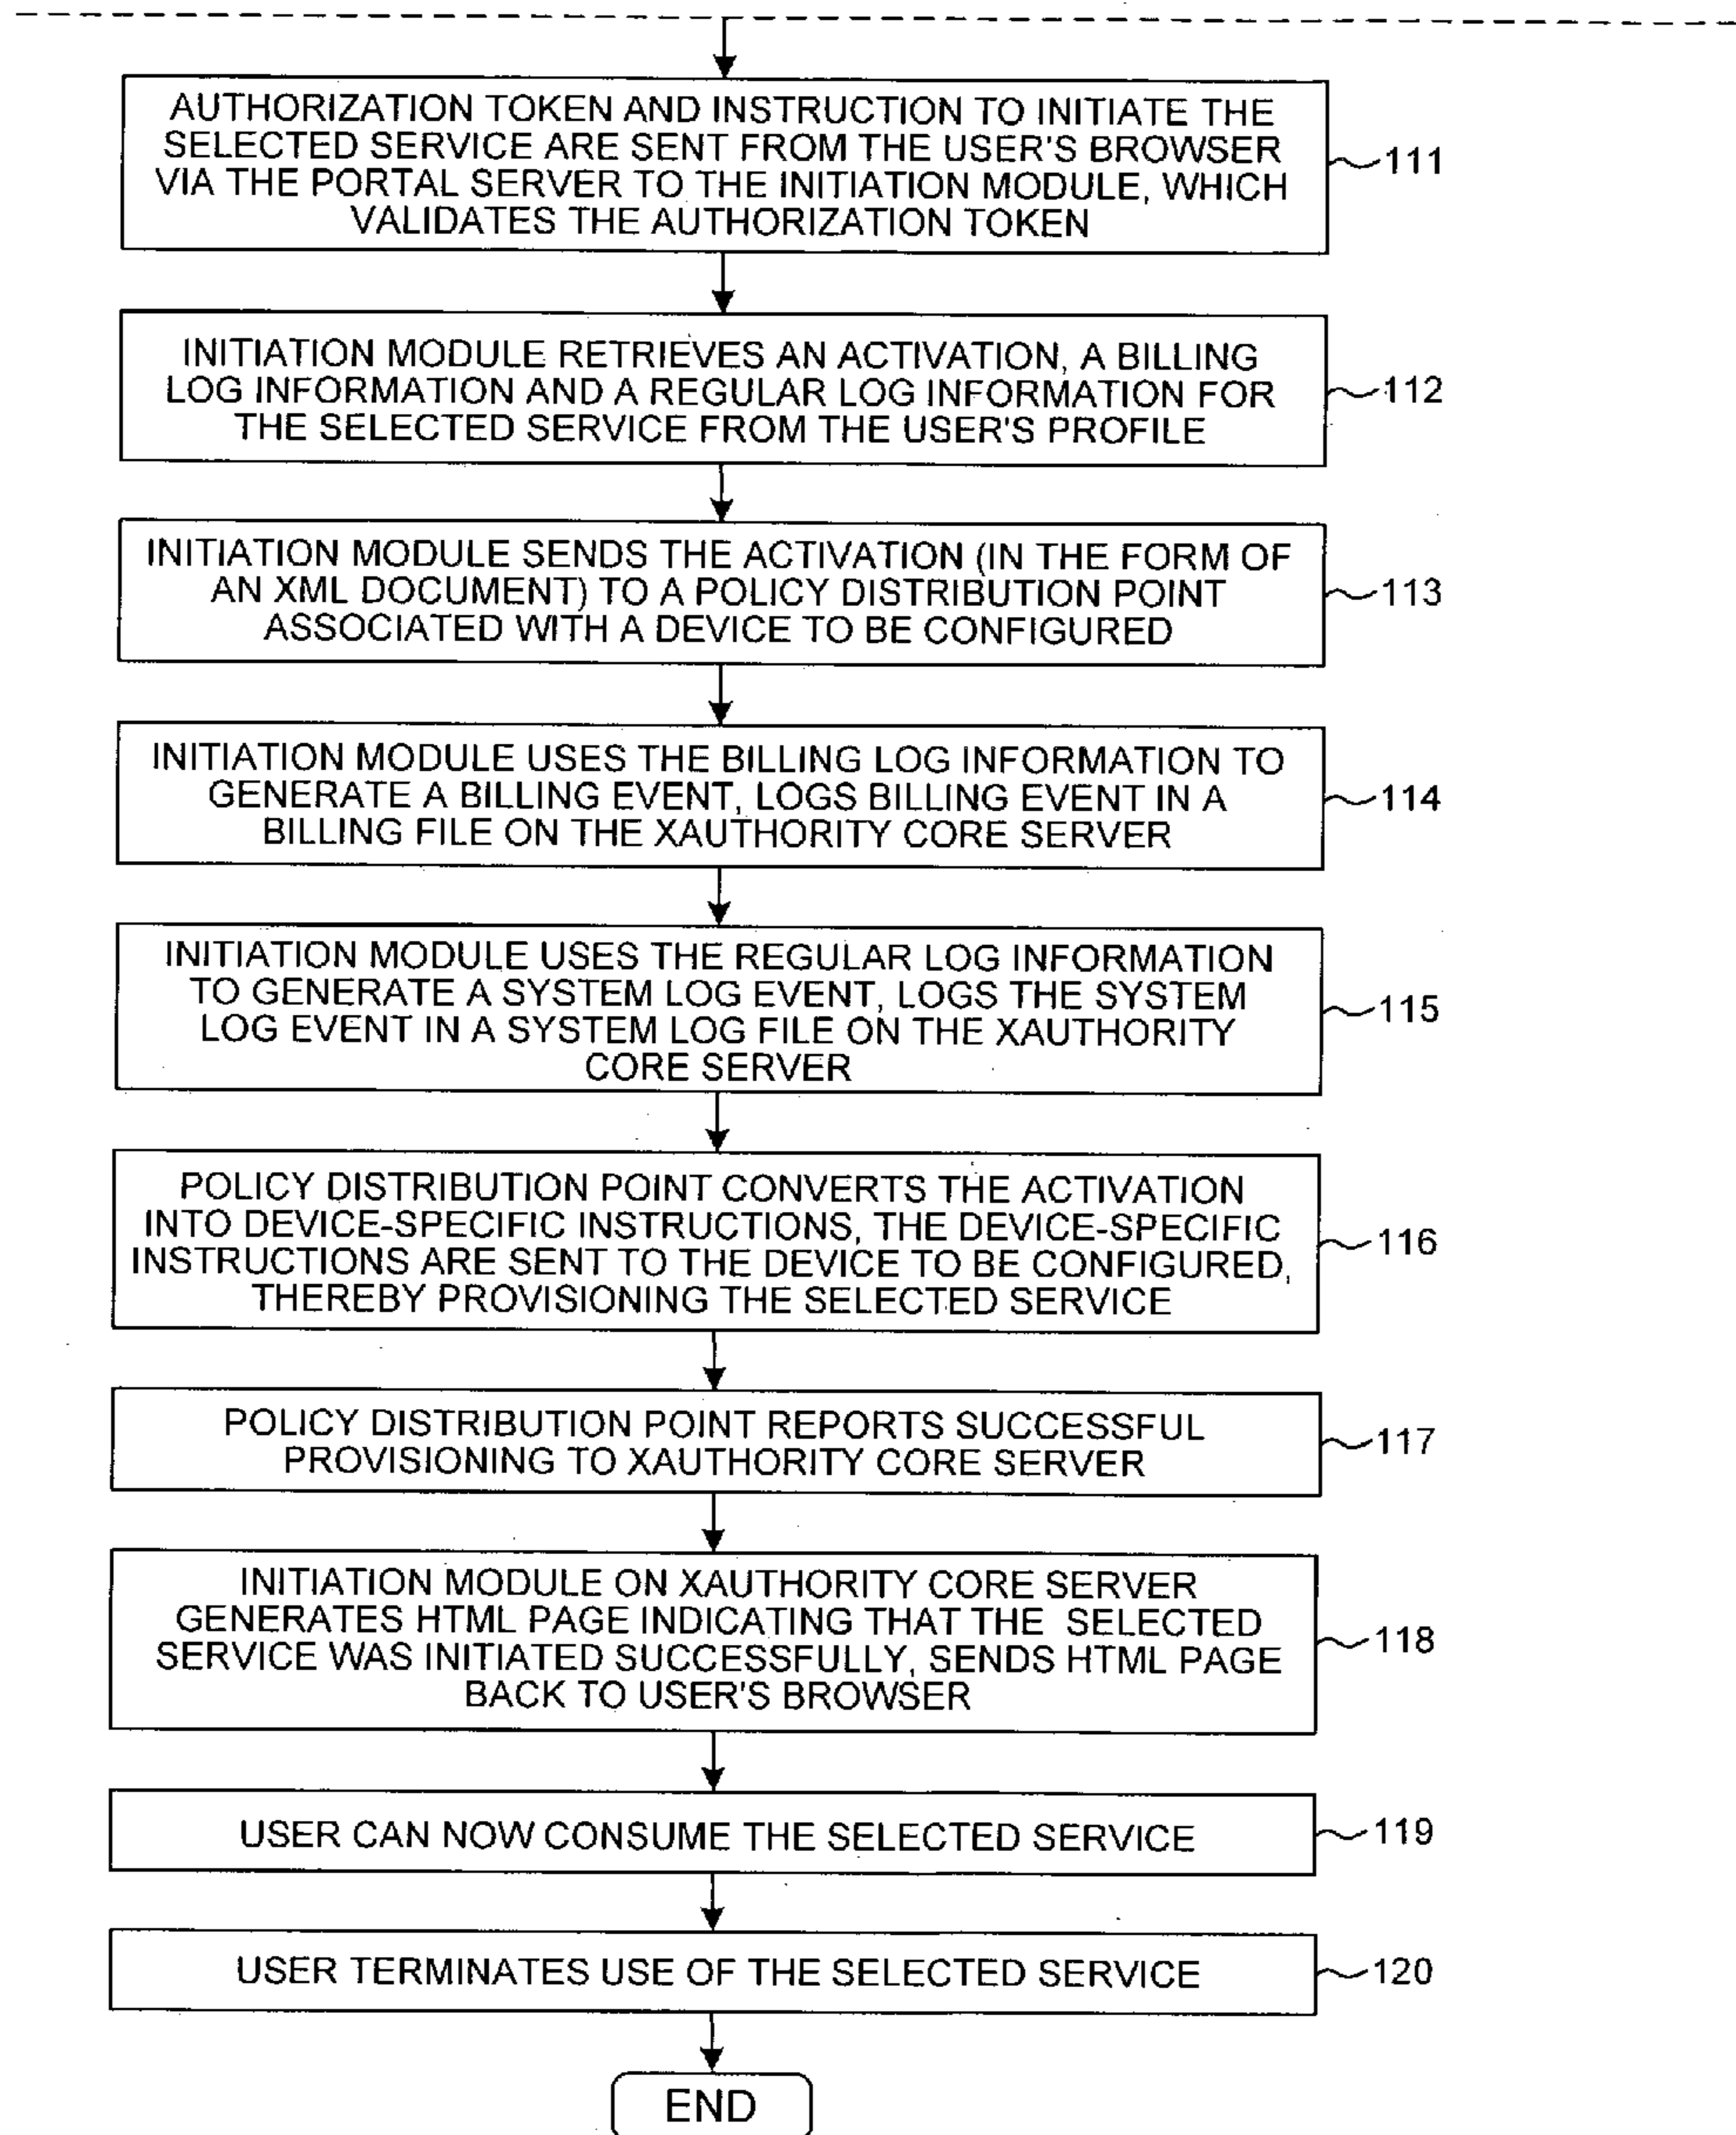 AUTHORIZATION TOKEN AND INSTRUCTION TO INITIATE THE
SELECTED SERVICE ARE SENT FROM THE USER'S BROWSER
VIA THE PORTAL SERVER TO THE INITIATION MODULE, WHICH
VALIDATES THE AUTHORIZATION TOKEN
111
INITIATION MODULE RETRIEVES AN ACTIVATION, A BILLING
LOG INFORMATION AND A REGULAR LOG INFORMATION FOR
THE SELECTED SERVICE FROM THE USER'S PROFILE
112
INITIATION MODULE SENDS THE ACTIVATION (IN THE FORM OF
AN XML DOCUMENT) TO A POLICY DISTRIBUTION POINT
ASSOCIATED WITH A DEVICE TO BE CONFIGURED
113
INITIATION MODULE USES THE BILLING LOG INFORMATION TO
GENERATE A BILLING EVENT, LOGS BILLING EVENT IN A
BILLING FILE ON THE XAUTHORITY CORE SERVER
114
INITIATION MODULE USES THE REGULAR LOG INFORMATION
TO GENERATE A SYSTEM LOG EVENT, LOGS THE SYSTEM
LOG EVENT IN A SYSTEM LOG FILE ON THE XAUTHORITY
CORE SERVER
115
POLICY DISTRIBUTION POINT CONVERTS THE ACTIVATION
INTO DEVICE-SPECIFIC INSTRUCTIONS, THE DEVICE-SPECIFIC
INSTRUCTIONS ARE SENT TO THE DEVICE TO BE CONFIGURED,
THEREBY PROVISIONING THE SELECTED SERVICE
116
POLICY DISTRIBUTION POINT REPORTS SUCCESSFUL
PROVISIONING TO XAUTHORITY CORE SERVER
117
INITIATION MODULE ON XAUTHORITY CORE SERVER
GENERATES HTML PAGE INDICATING THAT THE SELECTED
SERVICE WAS INITIATED SUCCESSFULLY, SENDS HTML PAGE
BACK TO USER'S BROWSER
118
USER CAN NOW CONSUME THE SELECTED SERVICE
119
USER TERMINATES USE OF THE SELECTED SERVICE
120
END